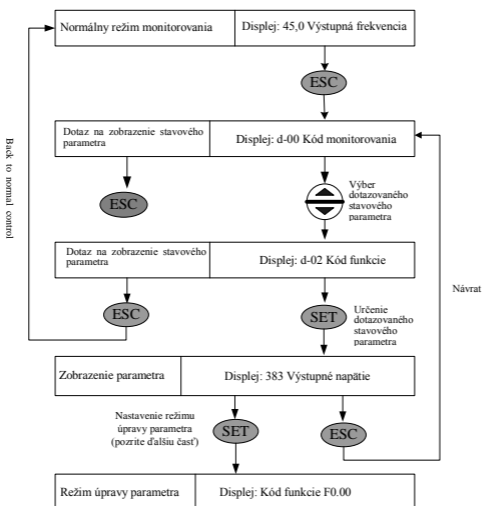 Normálny režim monitorovania
Displej: 45,0 Výstupná frekvencia
ESC
Dotaz na zobrazenie stavového
parametra
Displej: d-00 Kód monitorovania
ESC
Výber
dotazovaného
stavového
parametra
Back to normal control
Dotaz na zobrazenie stavového
parametra
Displej: d-02 Kód funkcie
ESC
SET
Určenie
dotazovaného
stavového
parametra
Návrat
Zobrazenie parametra
Displej: 383 Výstupné napätie
Nastavenie režimu
úpravy parametra
(pozrite ďalšiu časť)
SET
ESC
Režim úpravy parametra
Displej: Kód funkcie F0.00